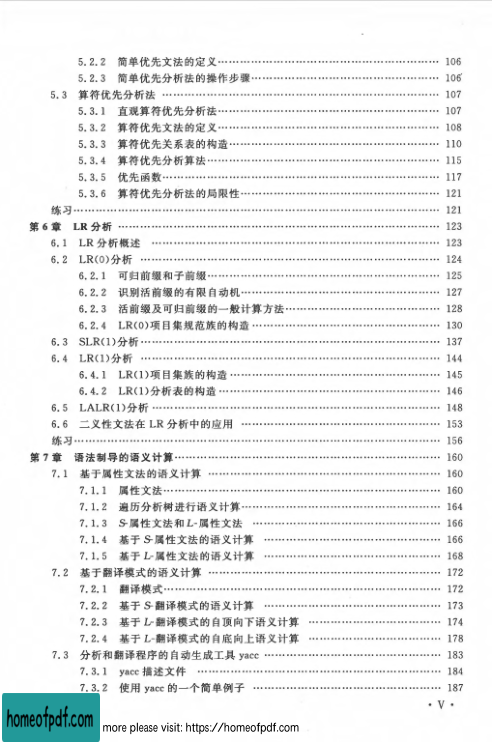 5.2.2 简单优先文法的定义 106
5.2.3 简单优先分析法的操作步骤 106
5.3 算符优先分析法 107
5.3.1 直观算符优先分析法 107
5.3.2 算符优先文法的定义 108
5.3.3 算符优先关系表的构造 110
5.3.4 算符优先分析算法 115
5.3.5 优先函数 117
5.3.6 算符优先分析法的局限性 121
练习 121
第6章 LR 分析 123
6.1 LR 分析概述 123
6.2 LR(0)分析 124
6.2.1 可归前缀和子前缀 125
6.2.2 识别活前缀的有限自动机 127
6.2.3 活前缀及可归前缀的一般计算方法 128
6.2.4 LR(0)项目集规范族的构造 130
6.3 SLR(1)分析 137
6.4 LR(1)分析 144
6.4.1 LR(1)项目集族的构造 145
6.4.2 LR(1)分析表的构造 146
6.5 LALR(1)分析 148
6.6 二义性文法在 LR 分析中的应用 153
练习 156
第7章 语法制导的语义计算 160
7.1 基于属性文法的语义计算 160
7.1.1 属性文法 160
7.1.2 遍历分析树进行语义计算 164
7.1.3 S-属性文法和 L-属性文法 166
7.1.4 基于 S-属性文法的语义计算 166
7.1.5 基于 L-属性文法的语义计算 168
7.2 基于翻译模式的语义计算 172
7.2.1 翻译模式 172
7.2.2 基于 S-翻译模式的语义计算 173
7.2.3 基于 L-翻译模式的自顶向下语义计算 174
7.2.4 基于 L-翻译模式的自底向上语义计算 178
7.3 分析和翻译程序的自动生成工具 yacc 183
7.3.1 yacc 描述文件 184
7.3.2 使用 yacc 的一个简单例子 187
· V ·
homeofpdf.com
more please visit: https://homeofpdf.com